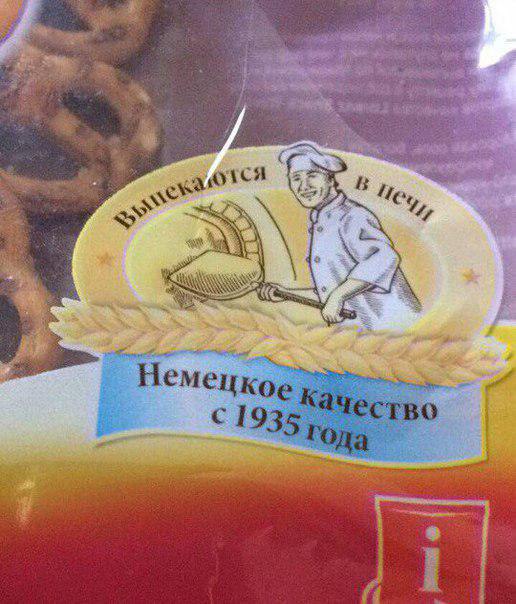 Выпекаются в печи
Немецкое качество
с 1935 года
i